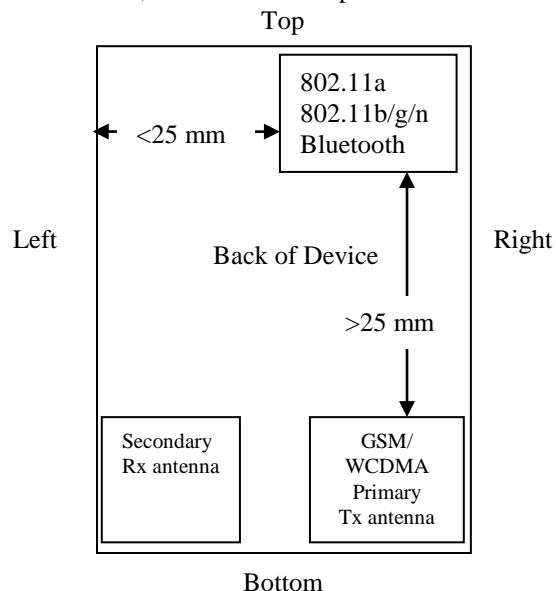 Top
802.11a
802.11b/g/n
Bluetooth
<25 mm
Left
Back of Device
Right
>25 mm
Secondary
Rx antenna
GSM/
WCDMA
Primary
Tx antenna
Bottom